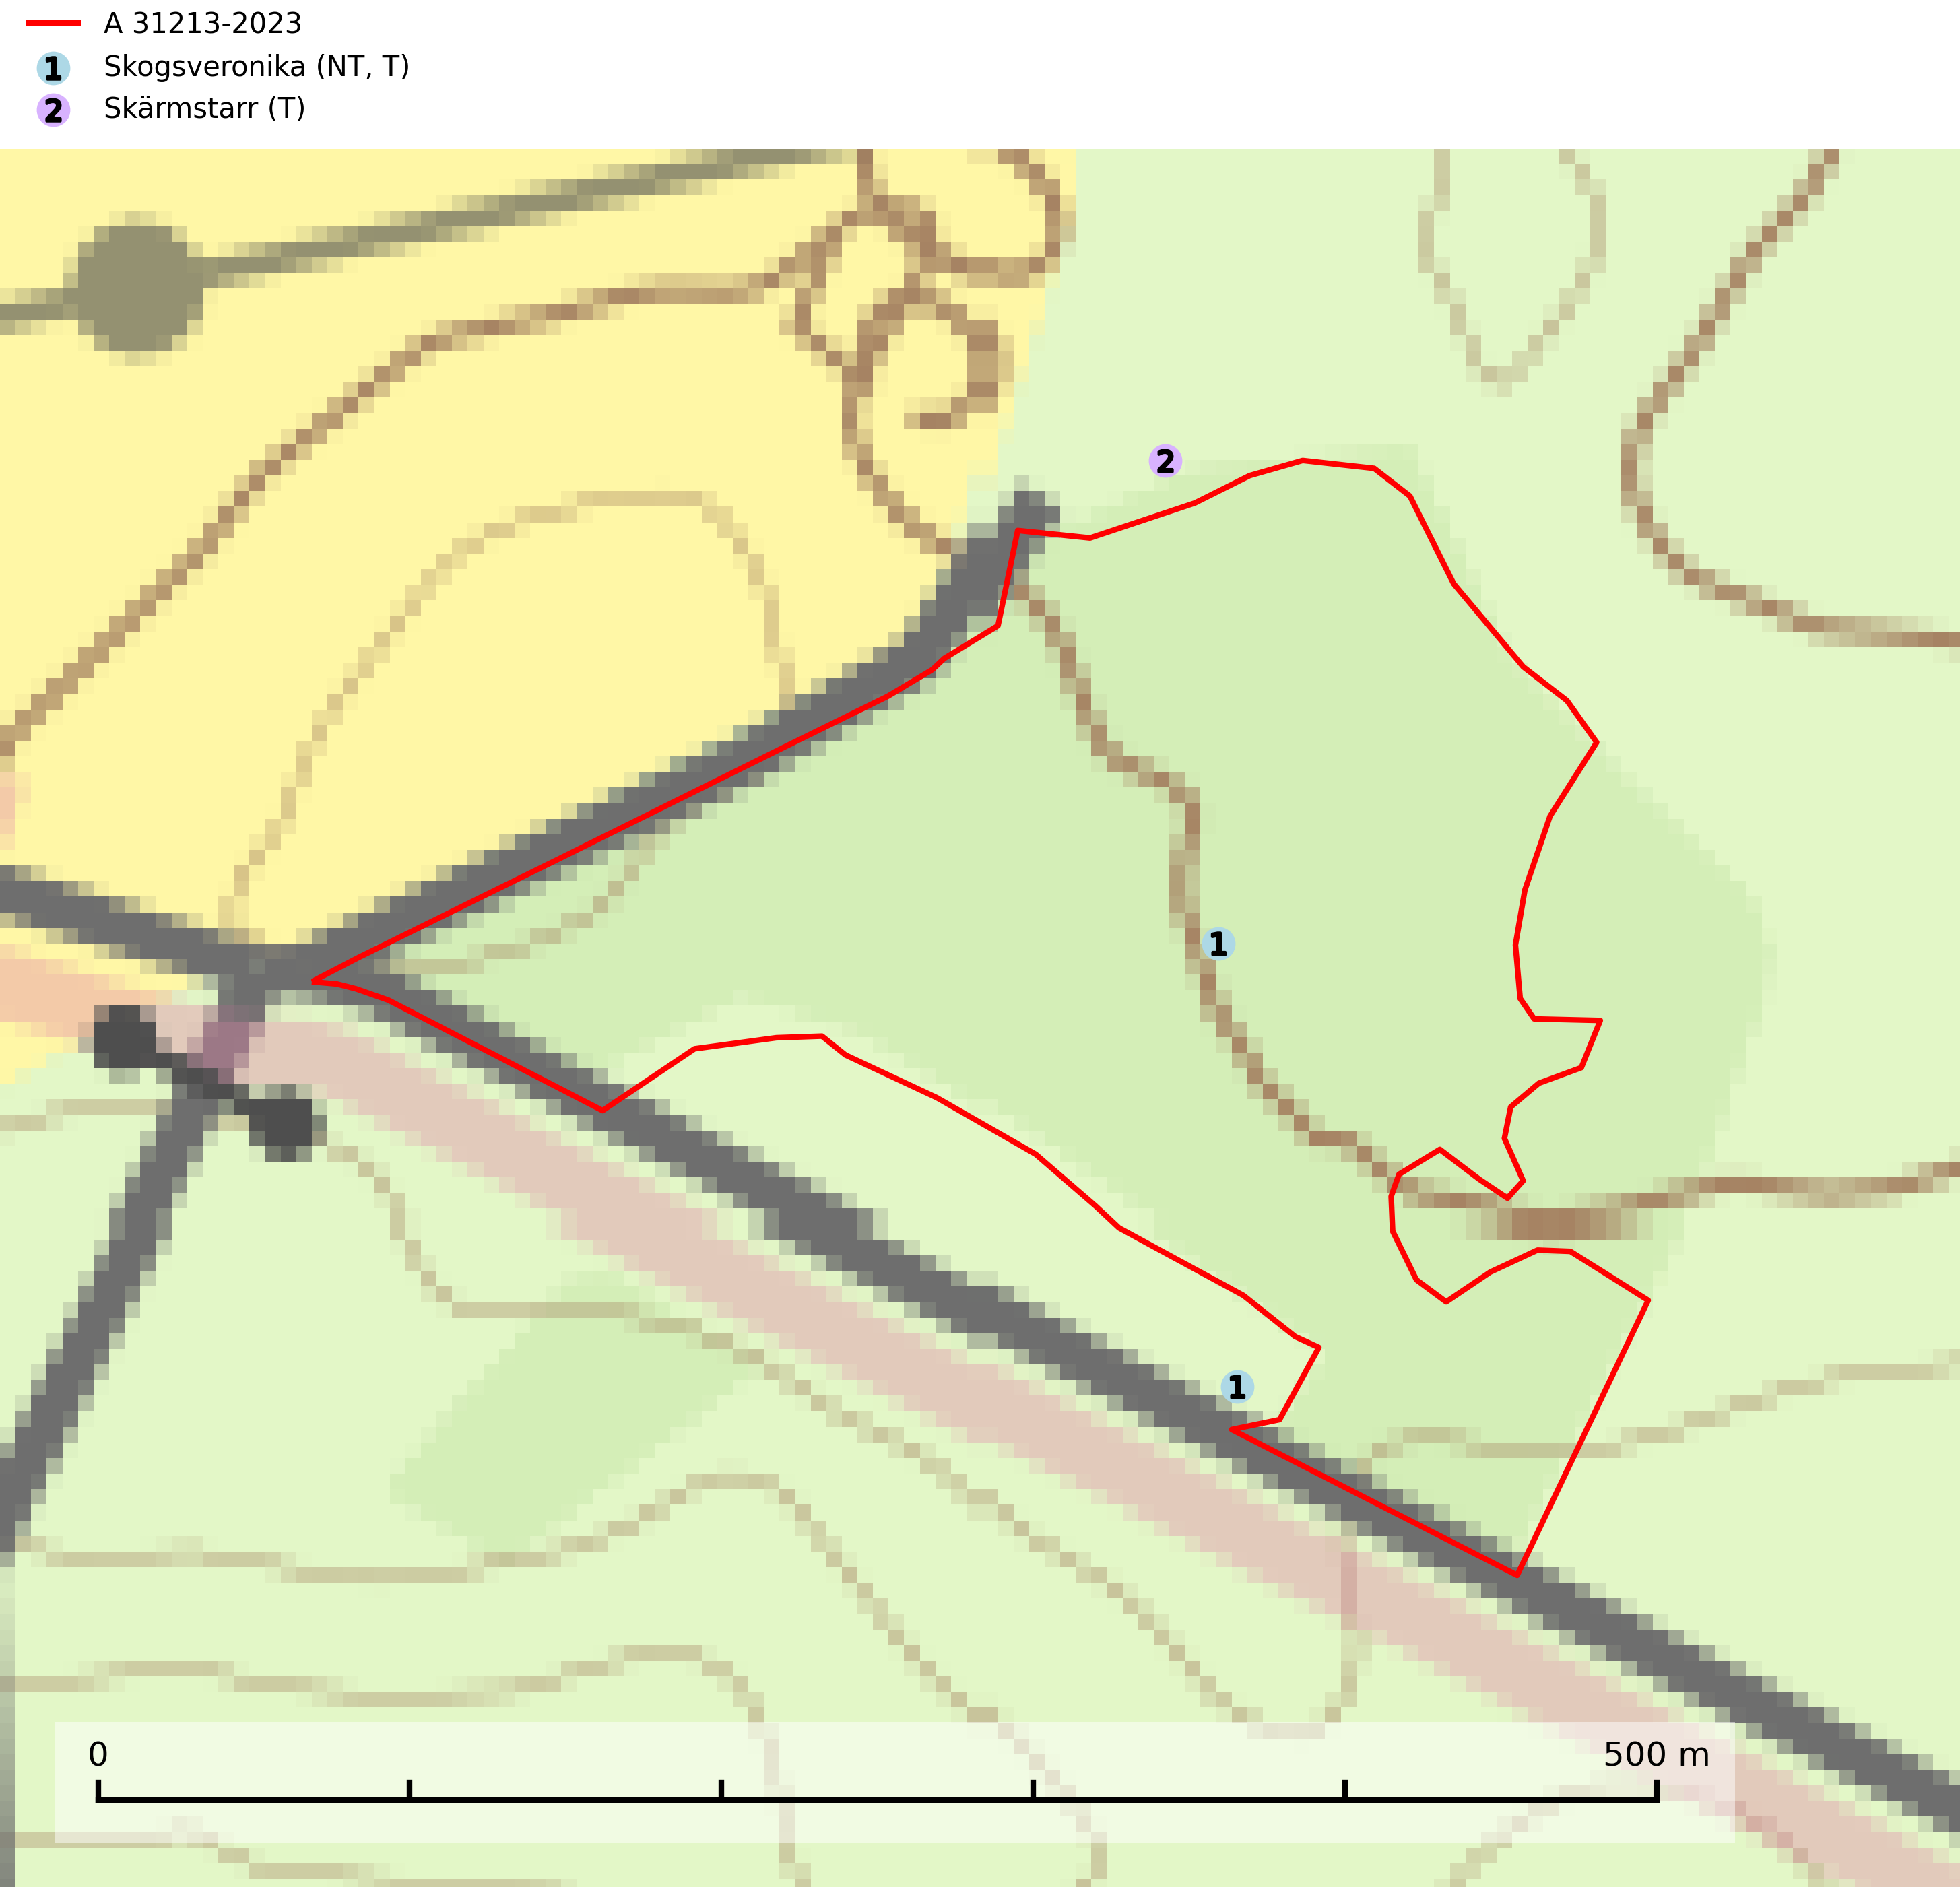 A 31213-2023
1 Skogsveronika (NT, T)
2 Skärmstarr (T)
2
1
1
0 500 m